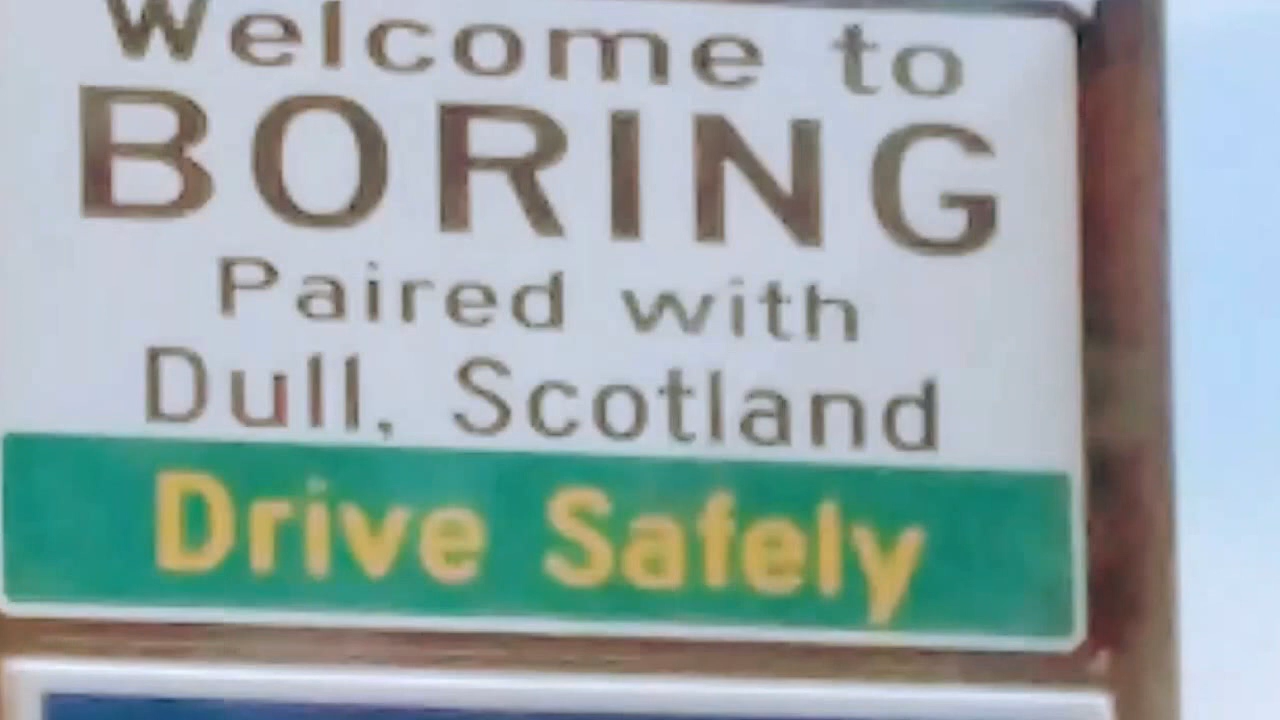 Welcome to
BORING
Paired with
Dull, Scotland
Drive Safely